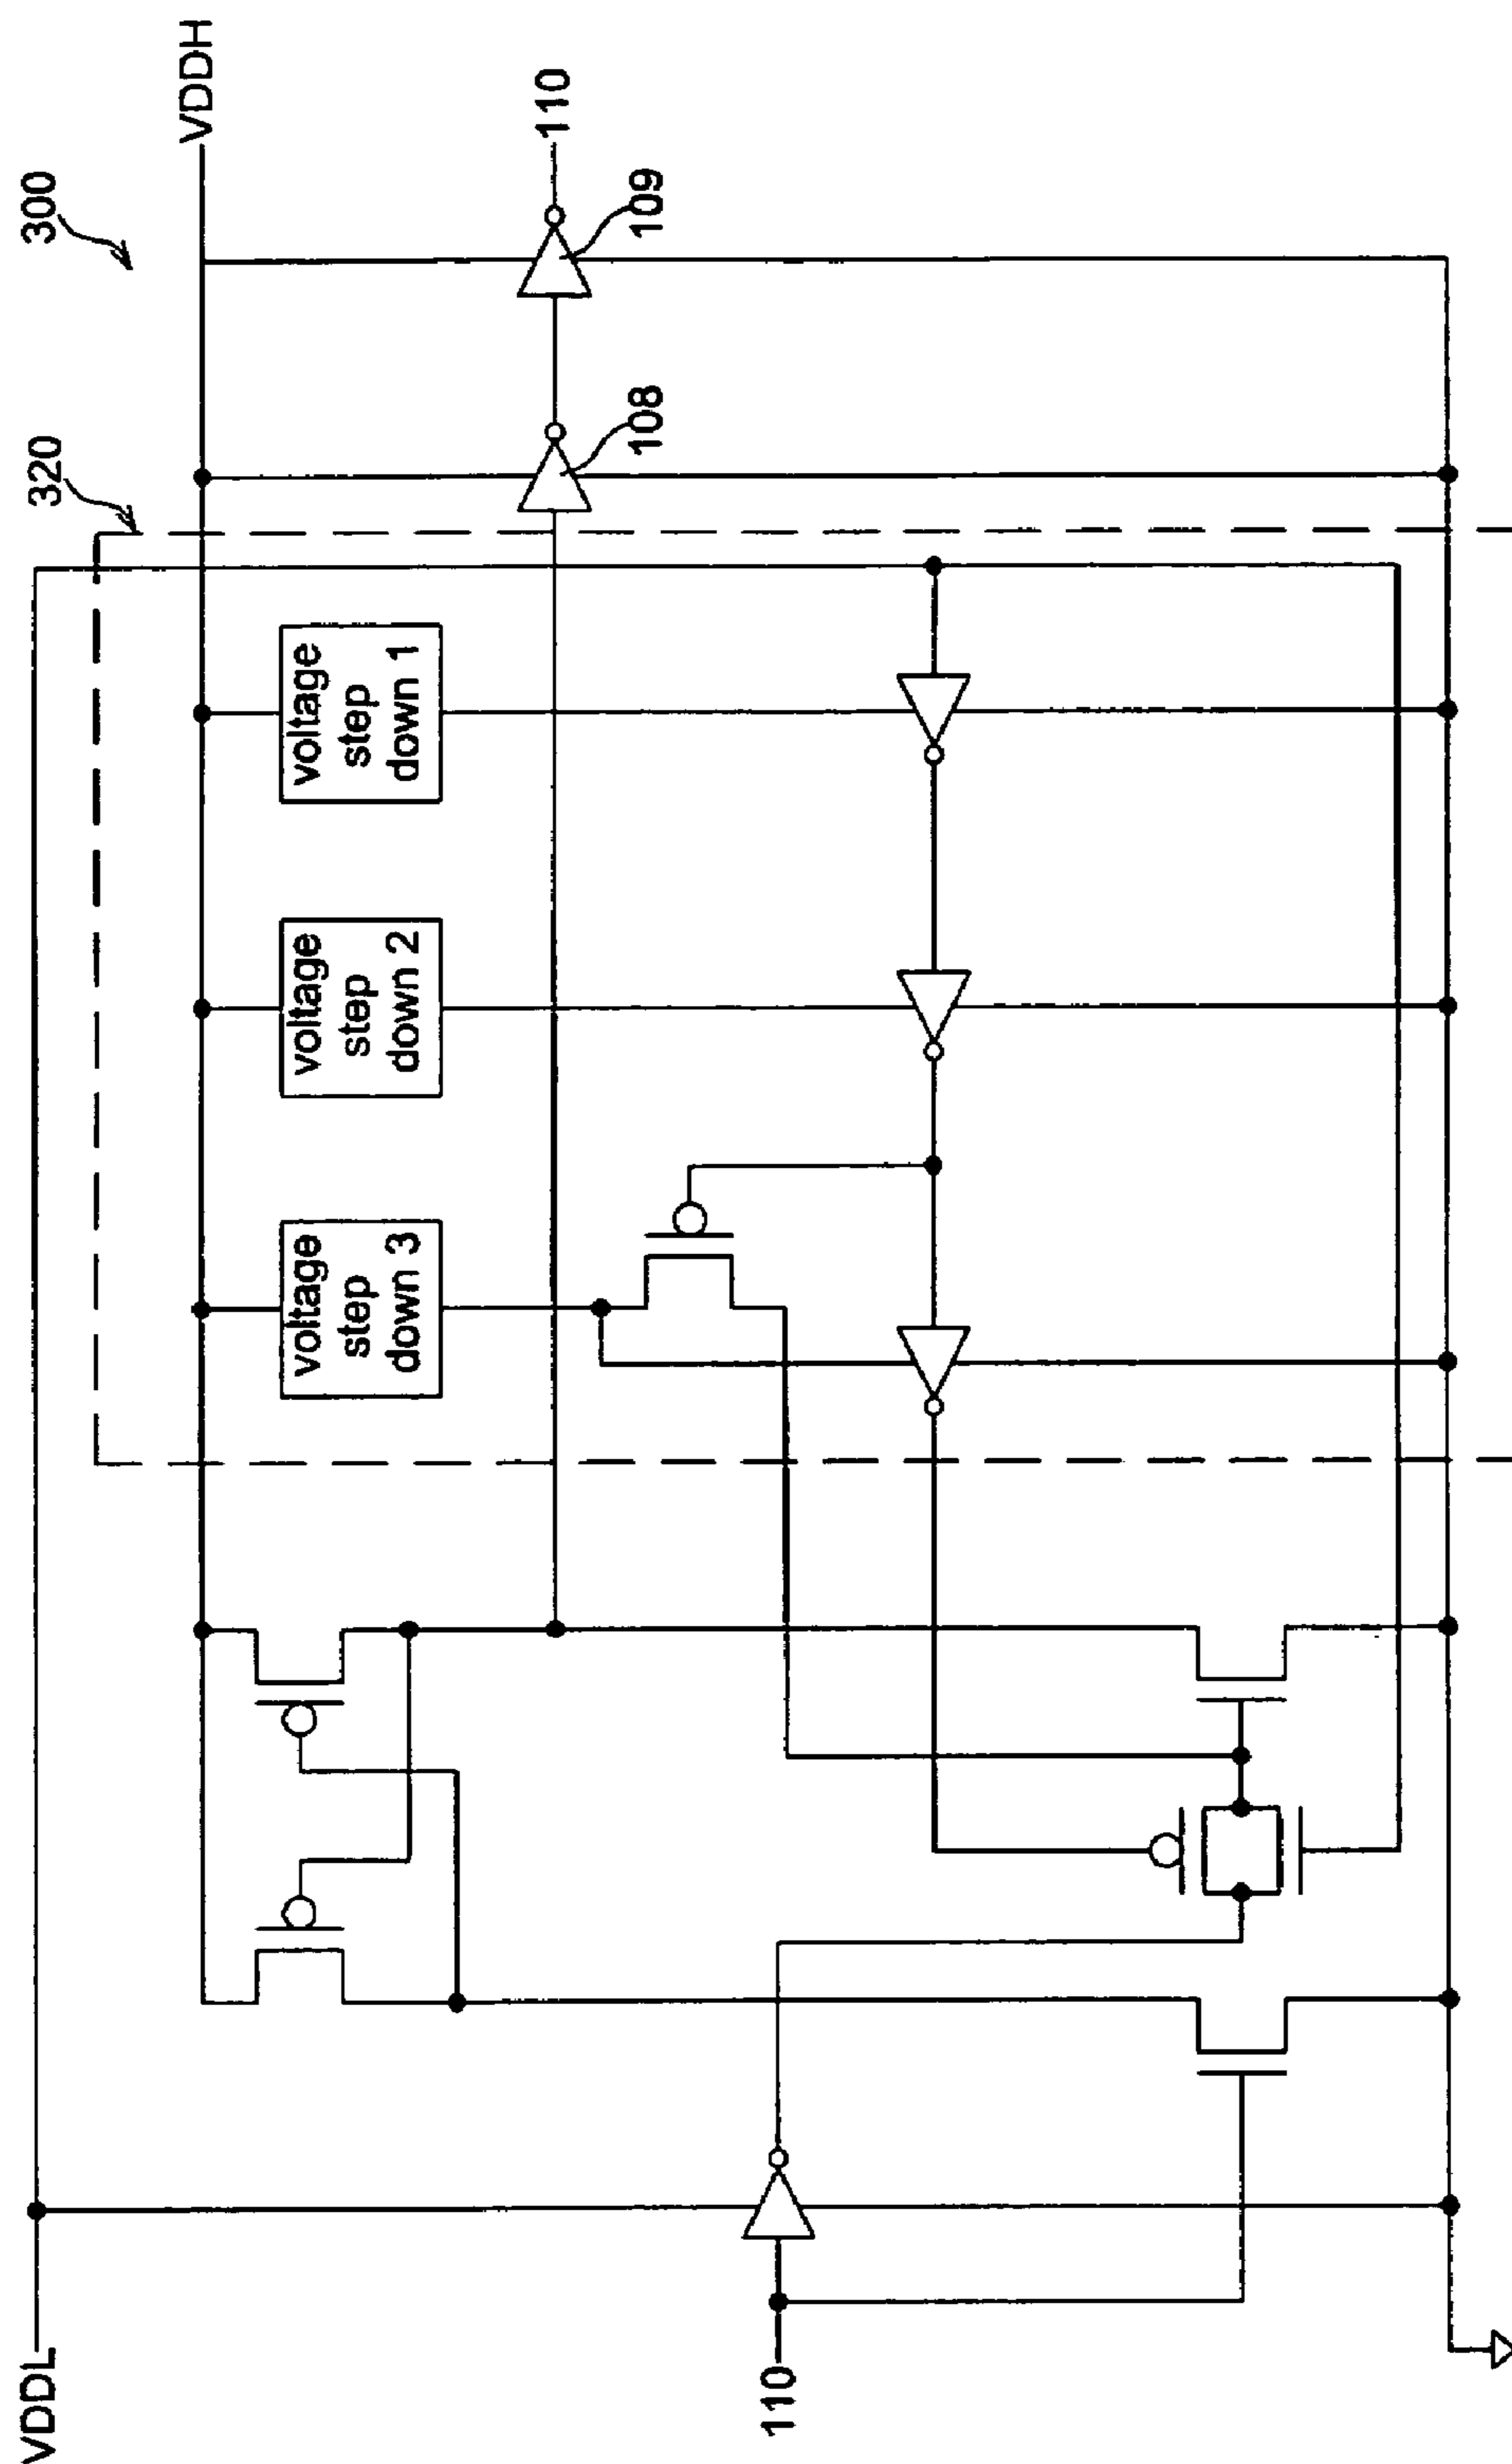 300
VDDH
320
110
109
108
voltage
step
down 3
voltage
step
down 2
voltage
step
down 1
VDDL
110